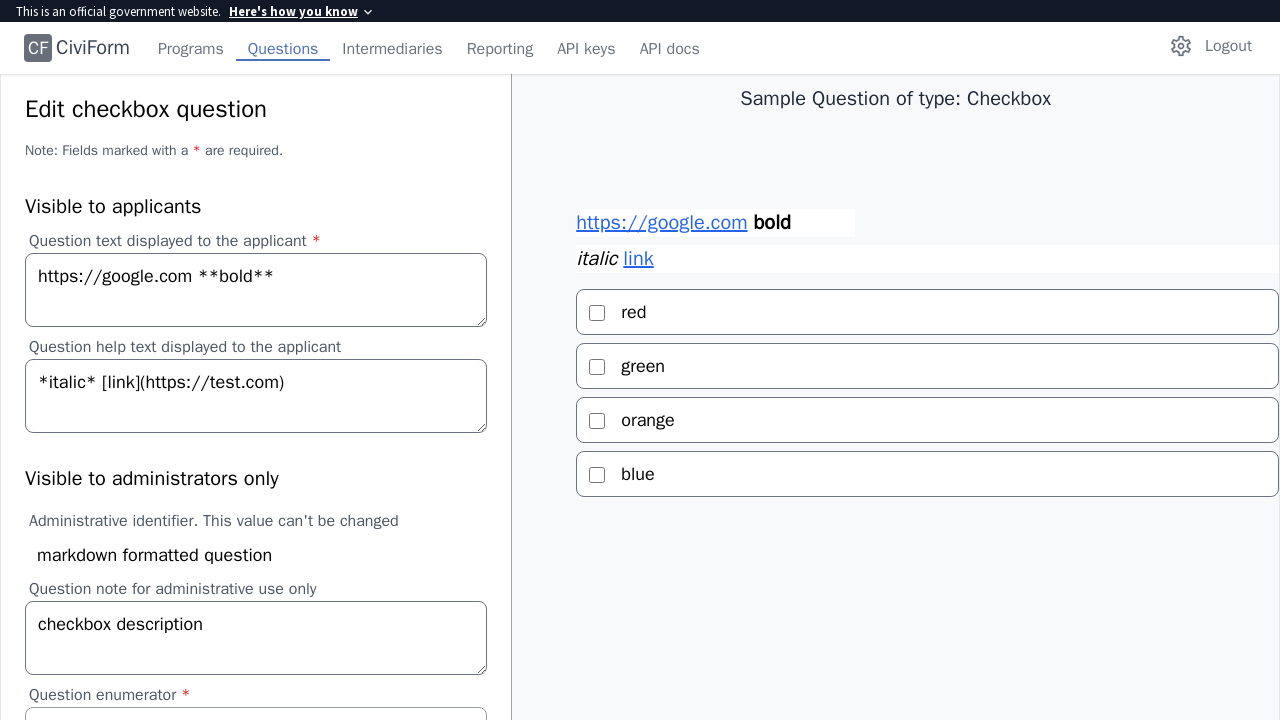 This is an official government website. Here's how you know
CF CiviForm Programs Questions Intermediaries Reporting API keys API docs Logout
Edit checkbox question
Note: Fields marked with a * are required.
Visible to applicants
Question text displayed to the applicant *
https://google.com **bold**
Question help text displayed to the applicant
*italic* [link](https://test.com)
Visible to administrators only
Administrative identifier. This value can't be changed
markdown formatted question
Question note for administrative use only
checkbox description
Question enumerator *
Sample Question of type: Checkbox
https://google.com bold
italic link
red
green
orange
blue